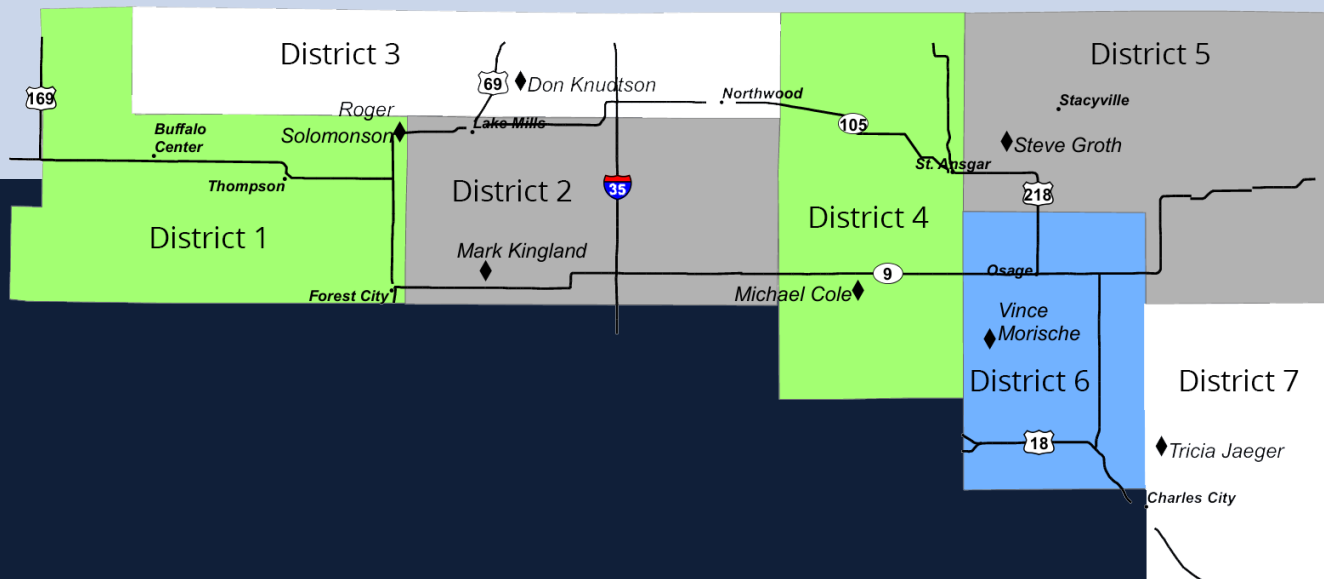 District 3
District 5
69
Don Knudtson
169
Northwood
Stacyville
Roger
Solomonson
Lake Mills
105
Buffalo
Center
Steve Groth
St. Ansgar
Thompson
District 2
35
218
District 1
District 4
Mark Kingland
9
Osage
Forest City
Michael Cole
Vince
Morische
District 6
District 7
18
Tricia Jaeger
Charles City